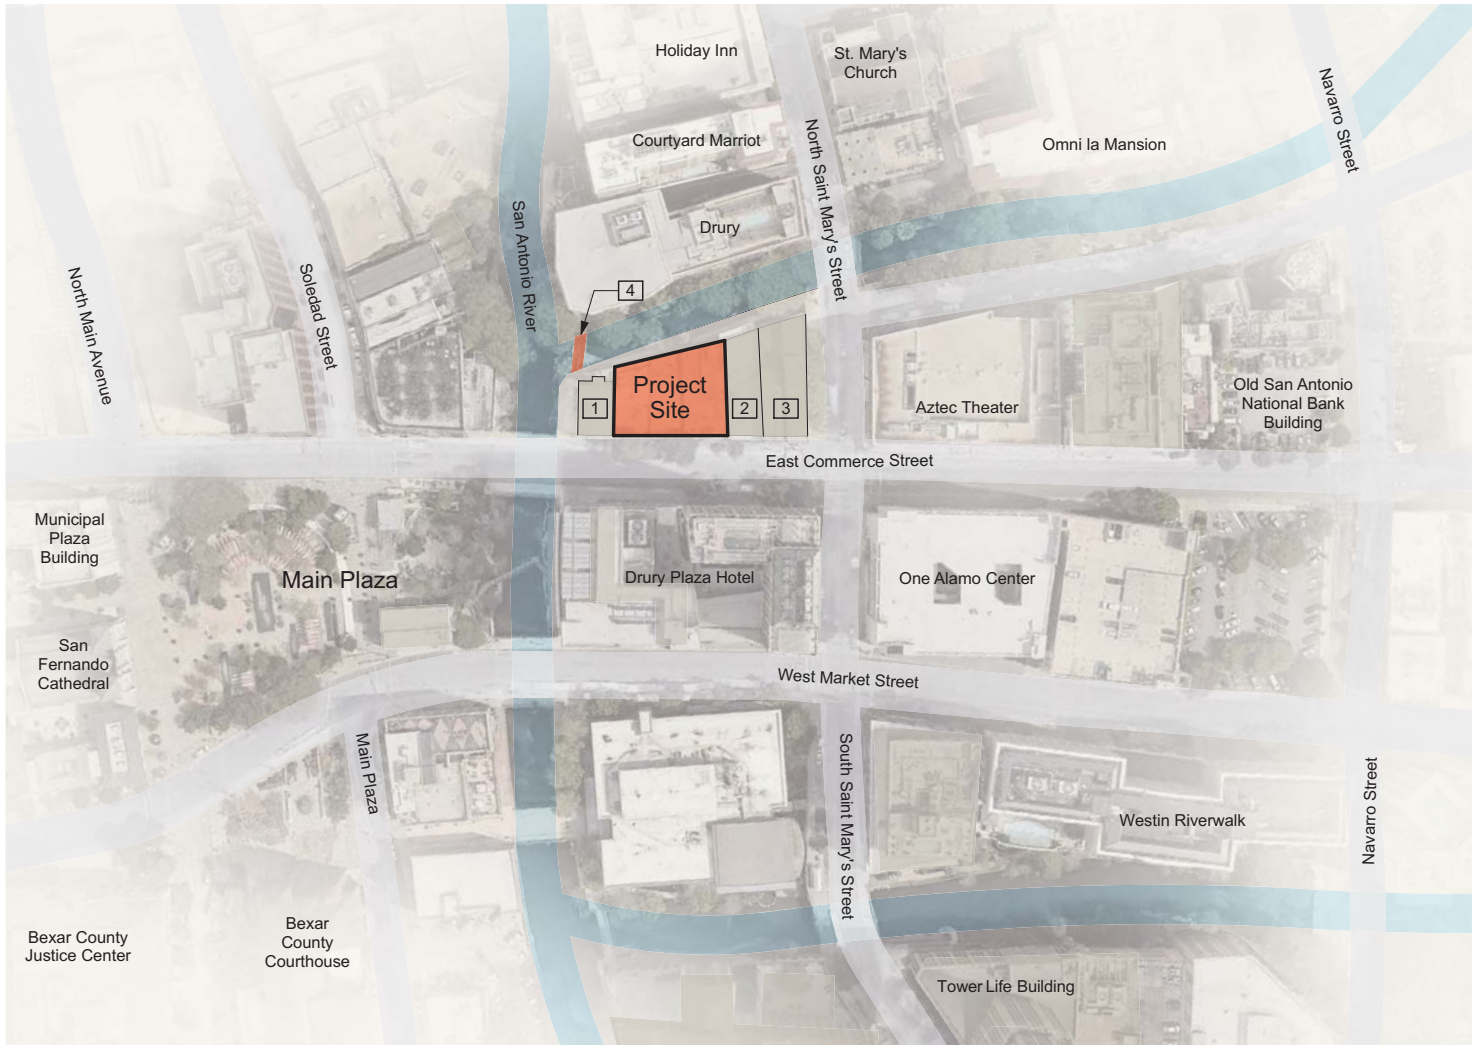 Holiday Inn
St. Mary's
Church
Navarro Street
Courtyard Marriot
North Saint Mary's Street
Omni la Mansion
San Antonio River
Drury
North Main Avenue
Soledad Street
4
Project
Site
1
2
3
Aztec Theater
Old San Antonio
National Bank
Building
East Commerce Street
Municipal
Plaza
Building
Main Plaza
Drury Plaza Hotel
One Alamo Center
San
Fernando
Cathedral
West Market Street
Main Plaza
South Saint Mary's Street
Westin Riverwalk
Navarro Street
Bexar County
Justice Center
Bexar
County
Courthouse
Tower Life Building